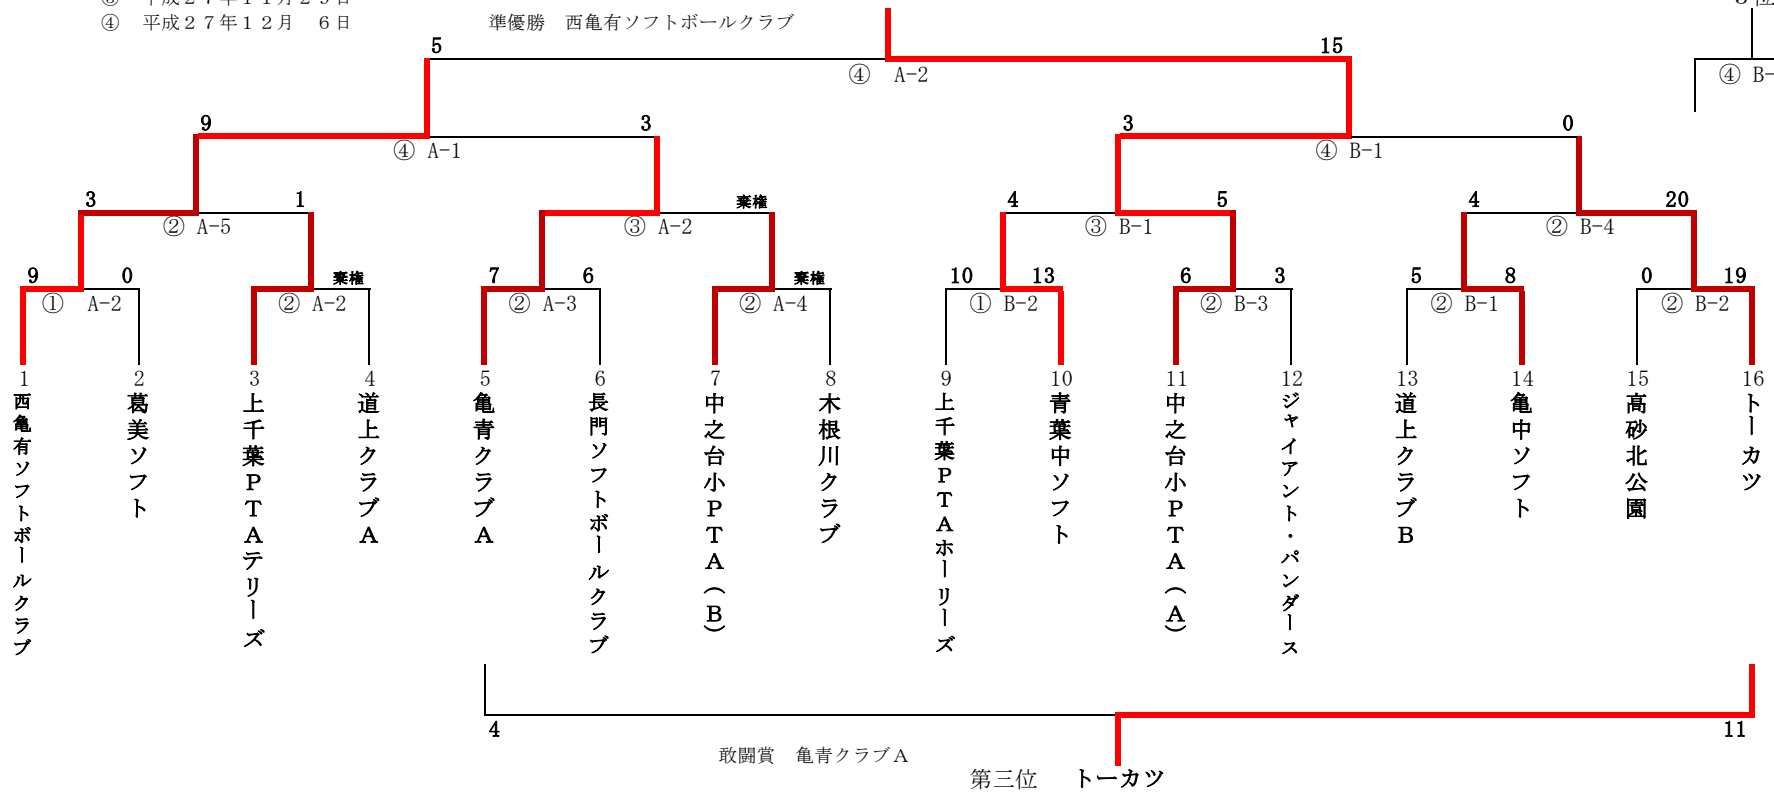 ④ 平成２７年１２月　６日
準優勝　西亀有ソフトボールクラブ
5
15
④ A-2
④ B-
9
3
3
0
④ A-1
④ B-1
3
1
棄権
4
5
4
20
② A-5
③ A-2
③ B-1
② B-4
9
0
棄権
7
6
棄権
10
13
6
3
5
8
0
19
① A-2
② A-2
② A-3
② A-4
① B-2
② B-3
② B-1
② B-2
1
2
3
4
5
6
7
8
9
10
11
12
13
14
15
16
西亀有ソフトボールクラブ
葛美ソフト
上千葉ＰＴＡテリーズ
道上クラブＡ
亀青クラブＡ
長門ソフトボールクラブ
中之台小ＰＴＡ（Ｂ）
木根川クラブ
上千葉ＰＴＡホーリーズ
青葉中ソフト
中之台小ＰＴＡ（Ａ）
ジャイアント・パンダース
道上クラブＢ
亀中ソフト
高砂北公園
トーカツ
4
11
敢闘賞　亀青クラブＡ
第三位　トーカツ